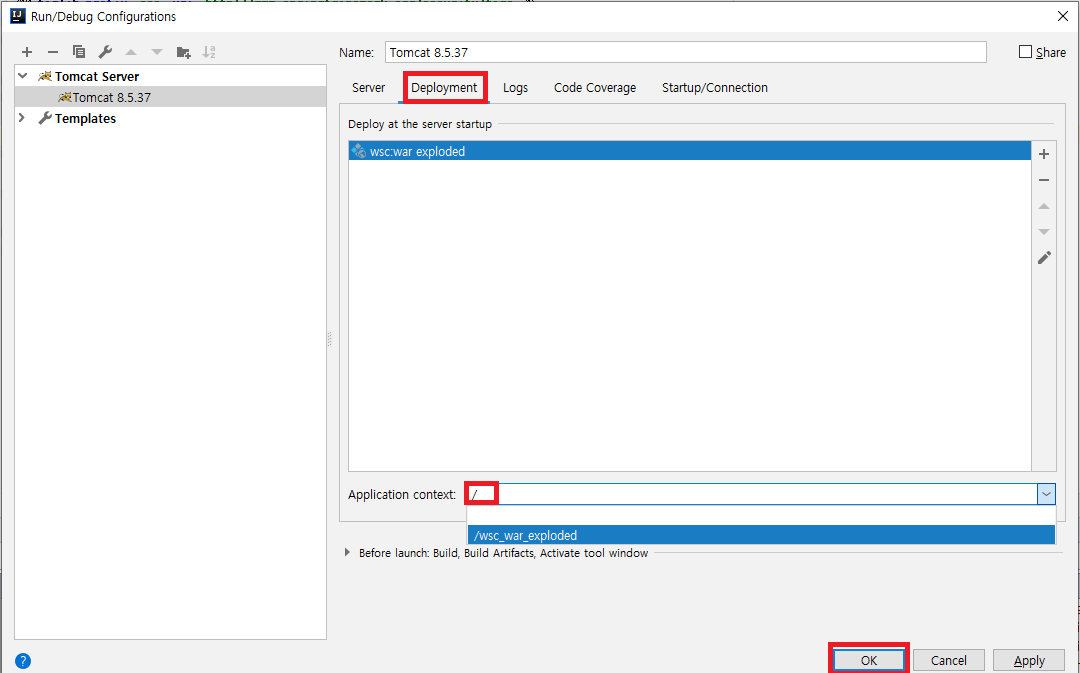 Run/Debug Configurations
Name: Tomcat 8.5.37 Share
Tomcat Server
Tomcat 8.5.37
Templates
Server Deployment Logs Code Coverage Startup/Connection
Deploy at the server startup
wsc:war exploded
Application context: /
/wsc_war_exploded
Before launch: Build, Build Artifacts, Activate tool window
? OK Cancel Apply